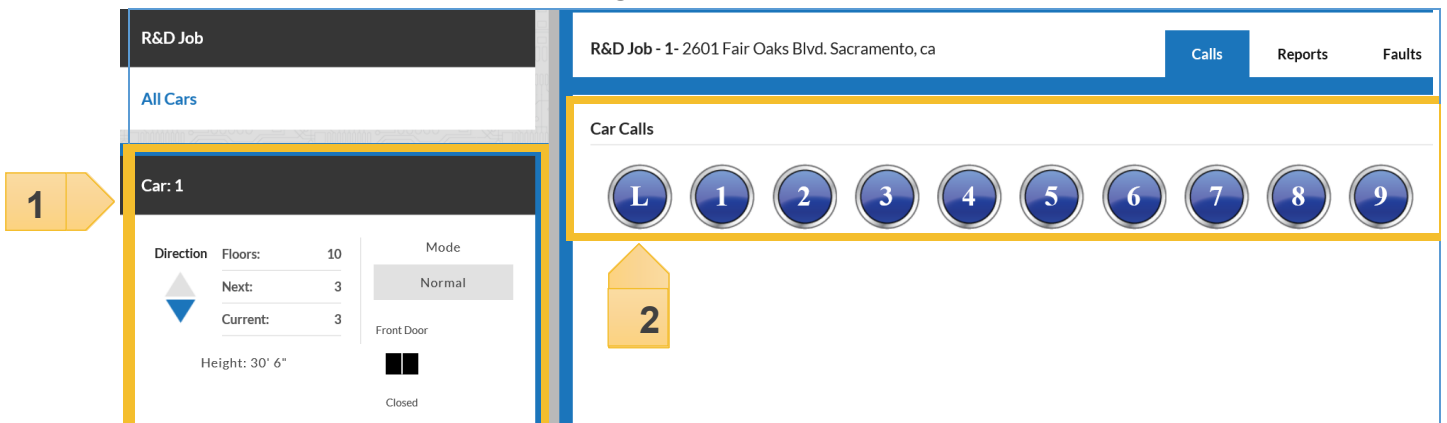 R&D Job
All Cars
1
Car: 1
Direction
Floors: 10
Next: 3
Current: 3
Height: 30' 6"
Mode
Normal
Front Door
Closed
R&D Job - 1- 2601 Fair Oaks Blvd. Sacramento, ca
Calls Reports Faults
Car Calls
L 1 2 3 4 5 6 7 8 9
2